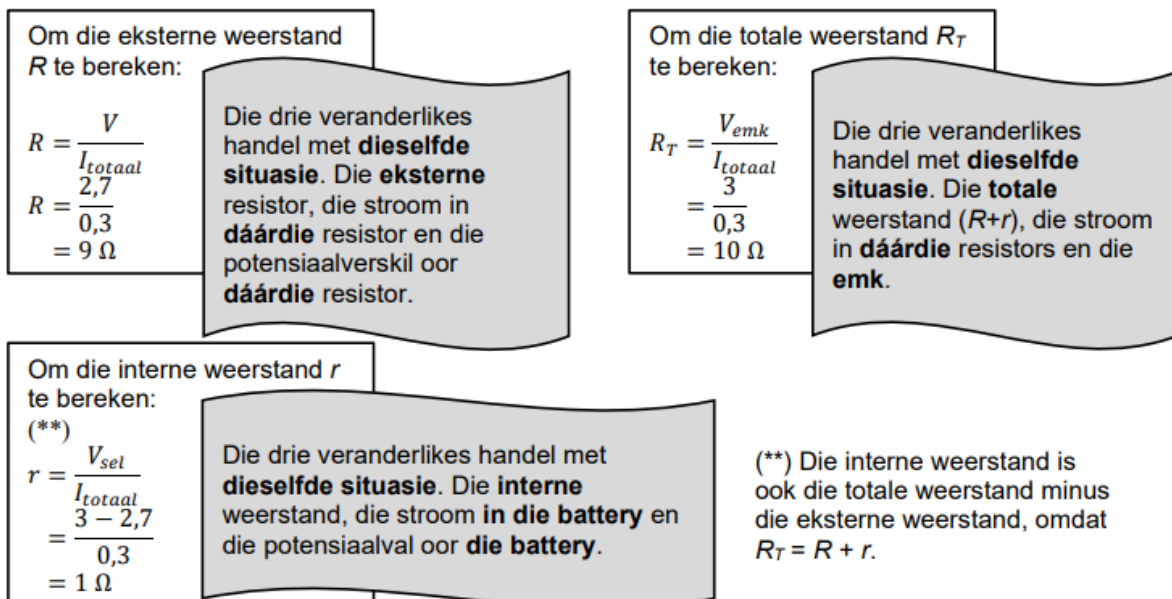 Om die eksterne weerstand
R te bereken:
R = V / I_totaal
R = 2,7 / 0,3
= 9 Ω
Die drie veranderlikes
handel met dieselfde
situasie. Die eksterne
resistor, die stroom in
dáárdie resistor en die
potensiaalverskil oor
dáárdie resistor.
Om die totale weerstand R_T
te bereken:
R_T = V_emk / I_totaal
= 3 / 0,3
= 10 Ω
Die drie veranderlikes
handel met dieselfde
situasie. Die totale
weerstand (R+r), die stroom
in dáárdie resistors en die
emk.
Om die interne weerstand r
te bereken:
(**)
r = V_sel / I_totaal
= 3 − 2,7 / 0,3
= 1 Ω
Die drie veranderlikes handel met
dieselfde situasie. Die interne
weerstand, die stroom in die battery en
die potensiaalval oor die battery.
(**) Die interne weerstand is
ook die totale weerstand minus
die eksterne weerstand, omdat
R_T = R + r.